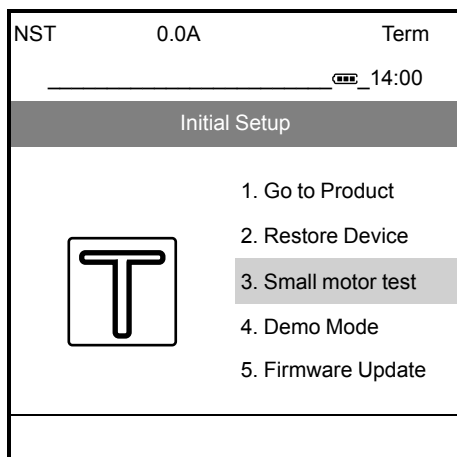 NST 0.0A Term
14:00
Initial Setup
1. Go to Product
2. Restore Device
3. Small motor test
4. Demo Mode
5. Firmware Update
T